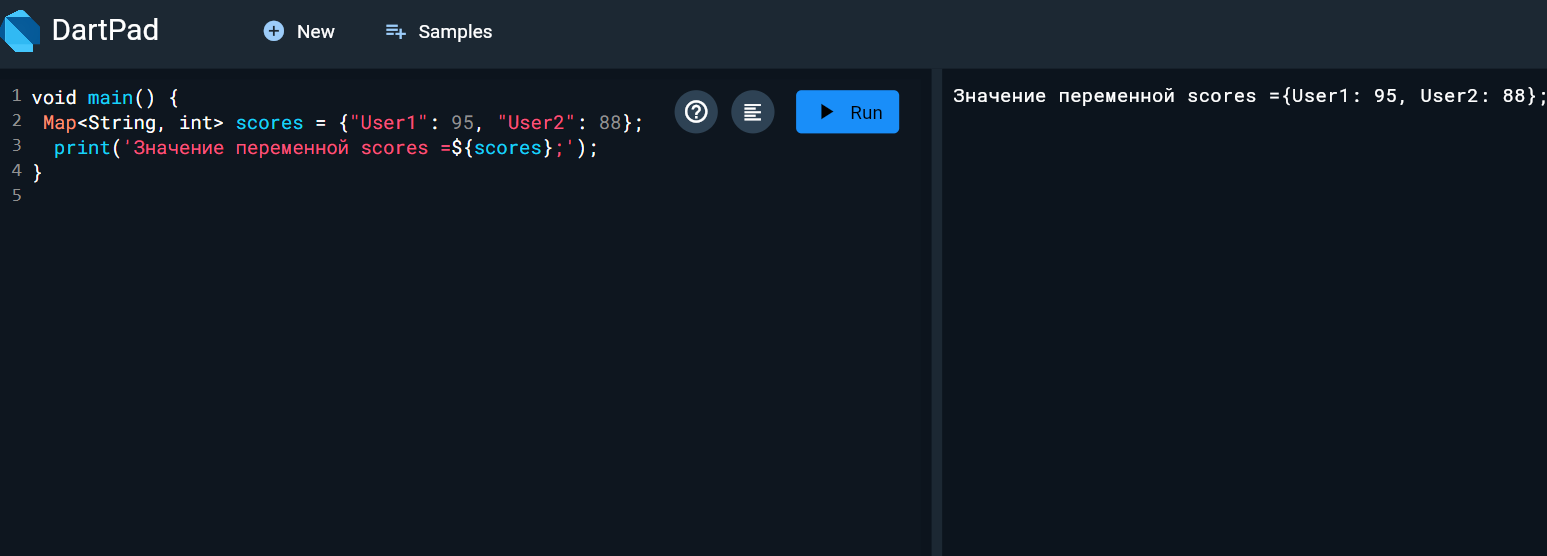 DartPad New Samples
1 void main() {
2 Map<String, int> scores = {"User1": 95, "User2": 88};
3 print('Значение переменной scores =${scores};');
4 }
5
Run
Значение переменной scores ={User1: 95, User2: 88};